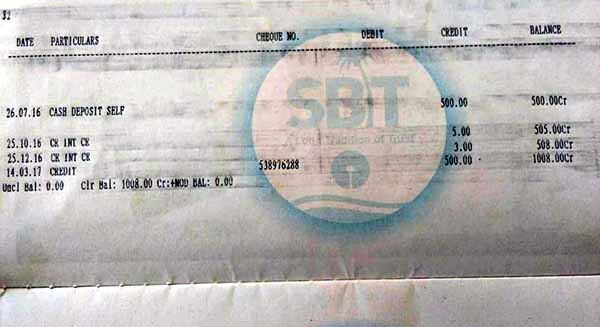 DATE PARTICULARS CHEQUE NO. DEBIT CREDIT BALANCE
26.07.16 CASH DEPOSIT SELF 500.00 500.00Cr
25.10.16 CR INT CR 5.00 505.00Cr
25.12.16 CR INT CR 3.00 508.00Cr
14.03.17 CREDIT 538976288 500.00 1008.00Cr
Uncl Bal: 0.00 Clr Bal: 1008.00 Cr:+MOD BAL: 0.00
SBT